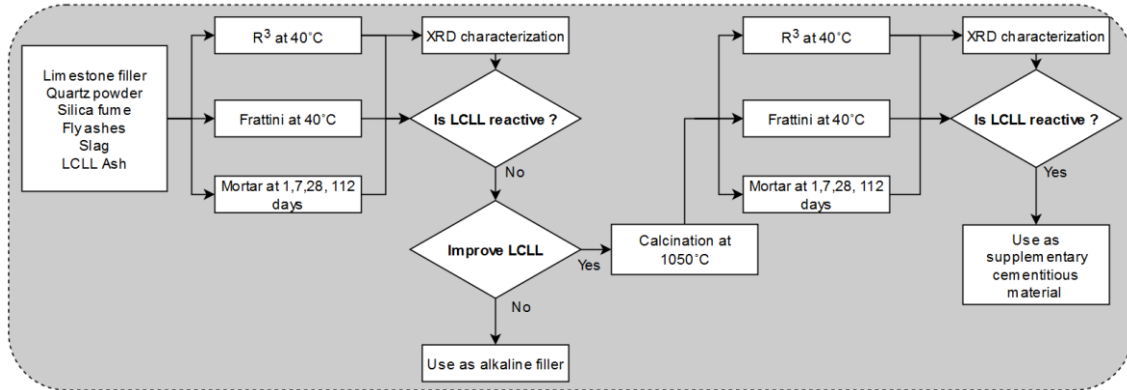 Limestone filler
Quartz powder
Silica fume
Fly ashes
Slag
LCLL Ash
R³ at 40˚C
Frattini at 40˚C
Mortar at 1,7,28, 112
days
XRD characterization
Is LCLL reactive ?
No
Improve LCLL
Yes
No
Use as alkaline filler
Calcination at
1050˚C
R³ at 40˚C
Frattini at 40˚C
Mortar at 1,7,28, 112
days
XRD characterization
Is LCLL reactive ?
Yes
Use as
supplementary
cementitious
material